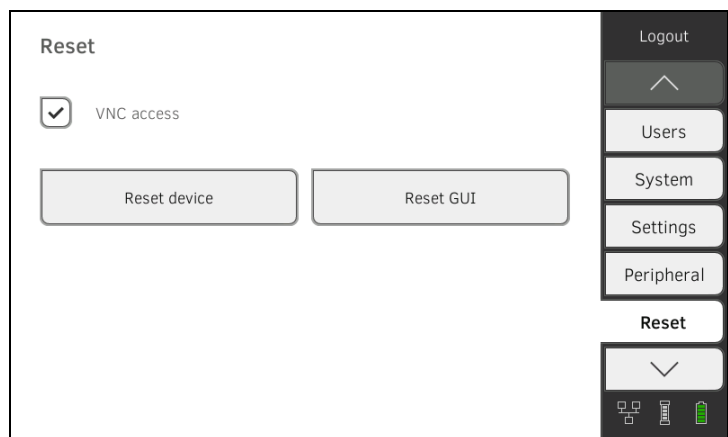 Reset
VNC access
Reset device
Reset GUI
Logout
Users
System
Settings
Peripheral
Reset